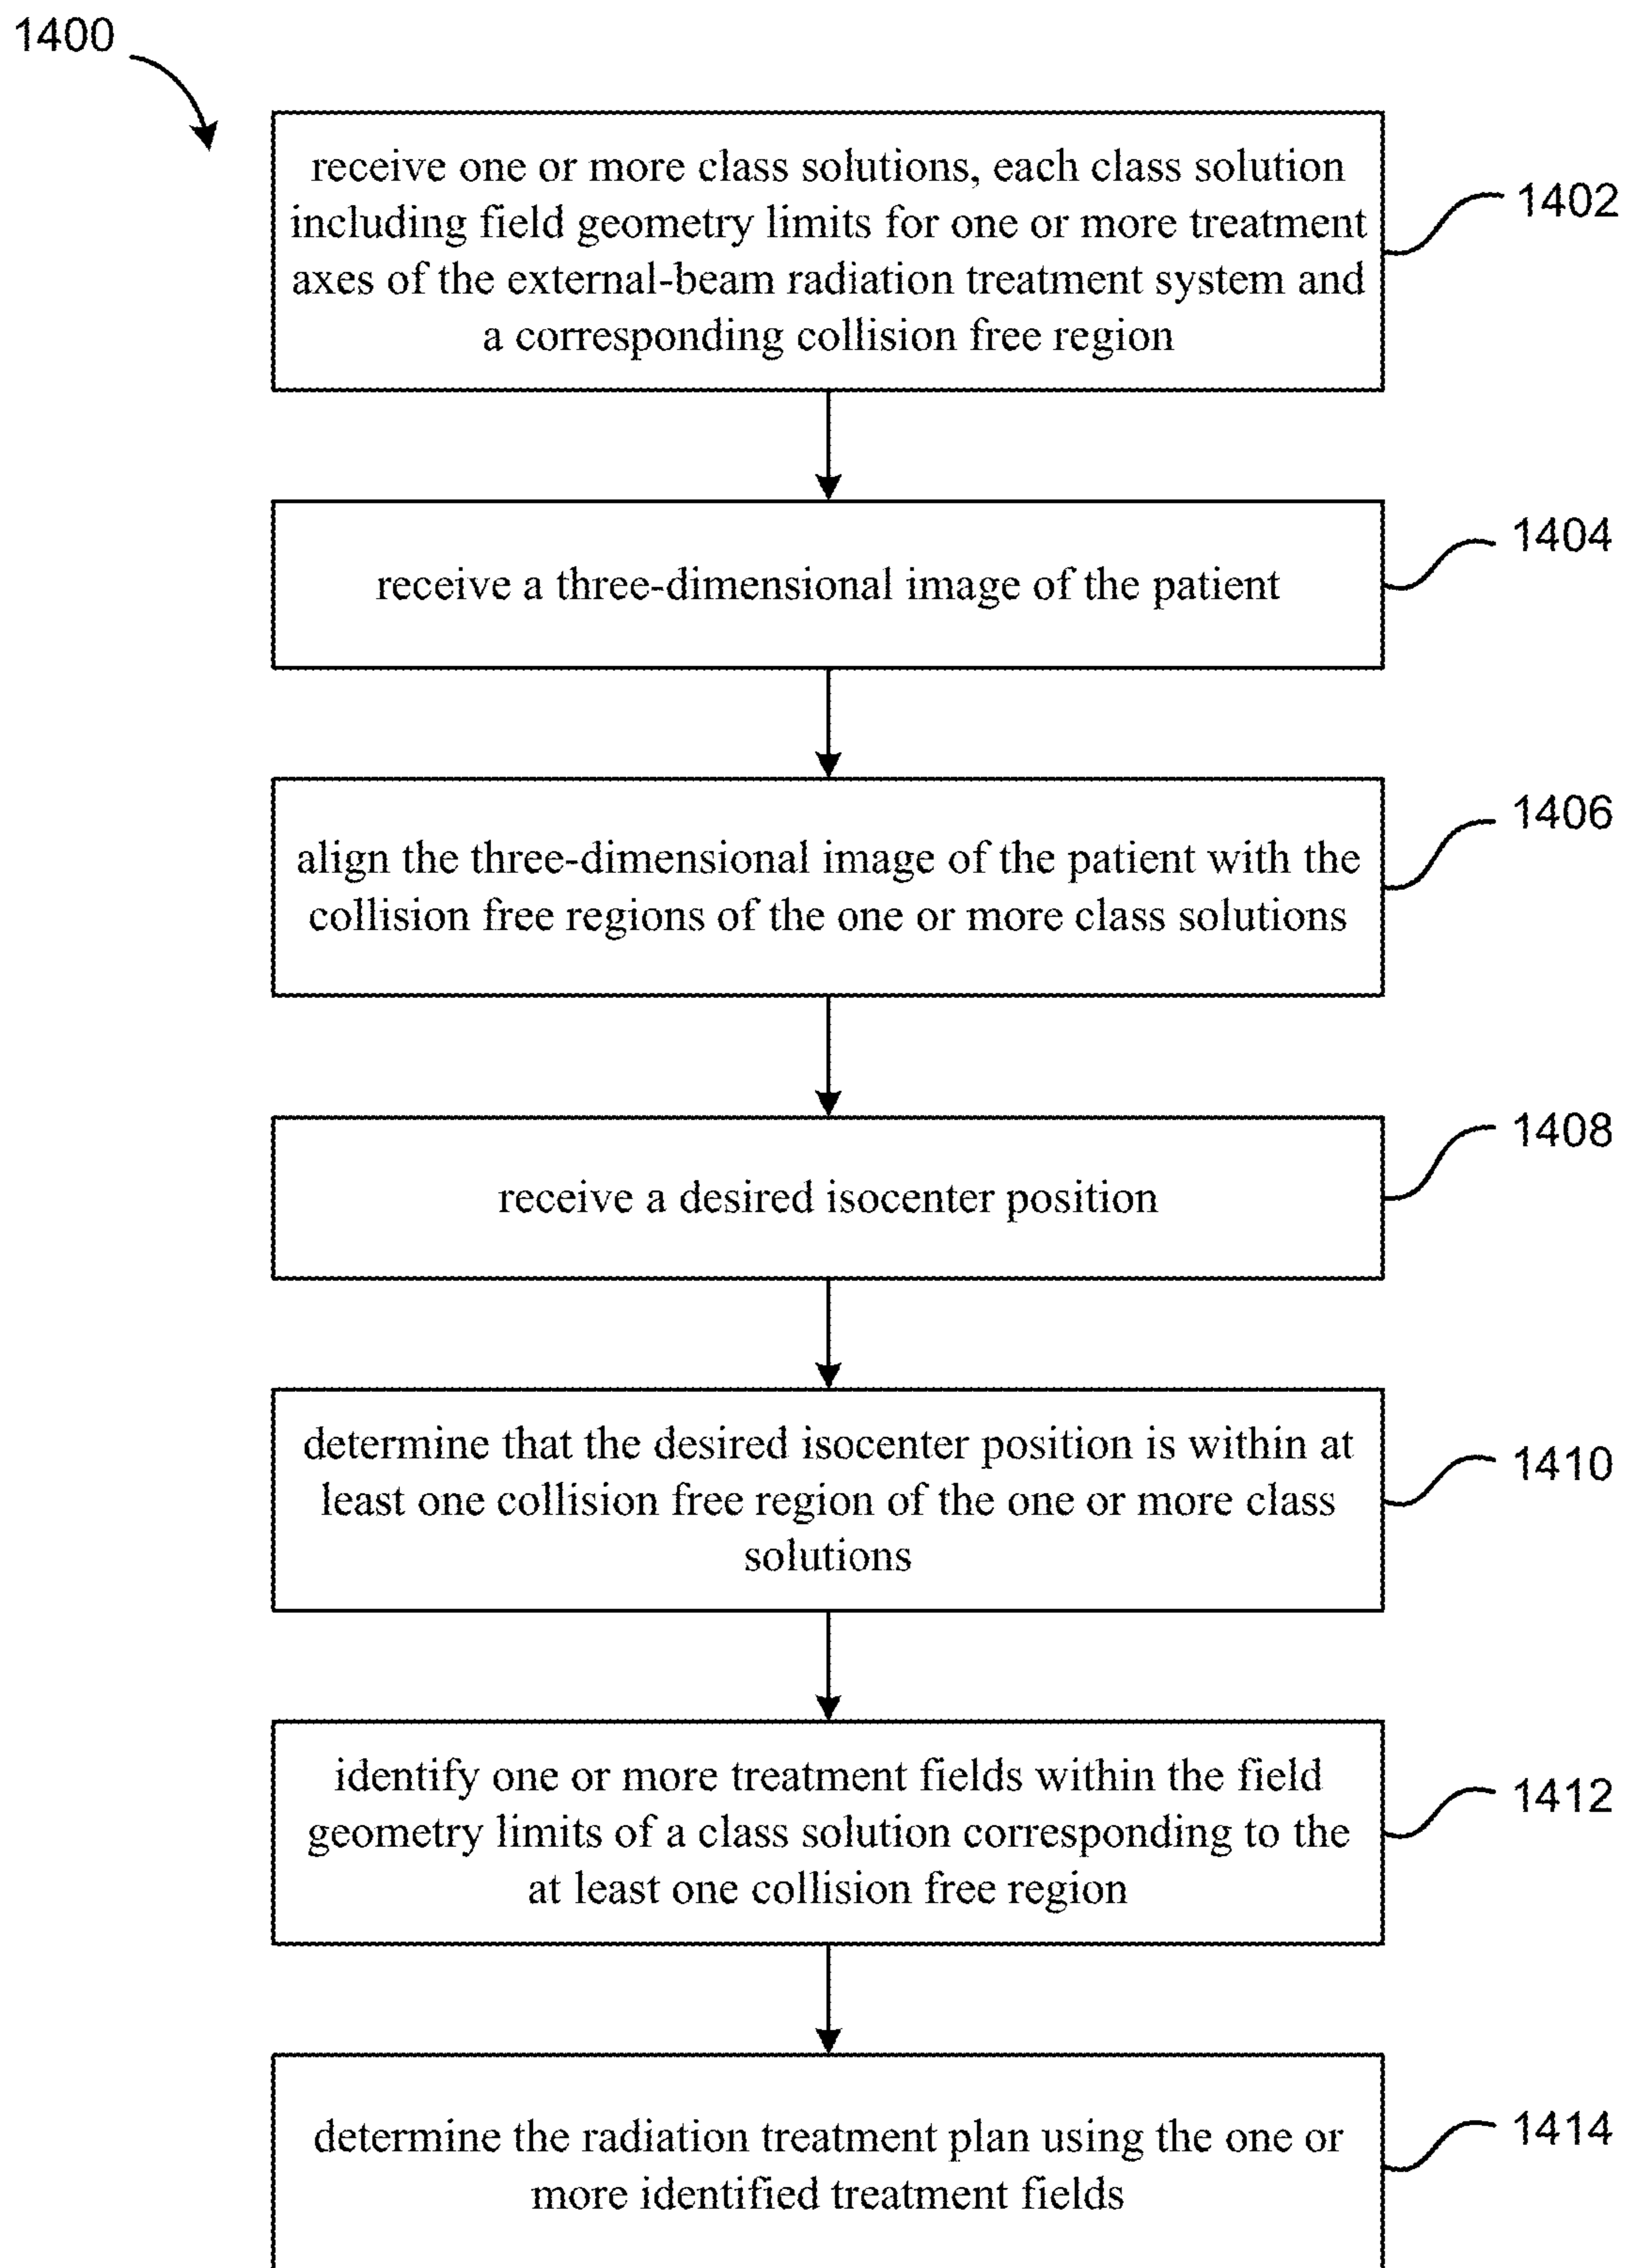 1400
receive one or more class solutions, each class solution
including field geometry limits for one or more treatment
axes of the external-beam radiation treatment system and
a corresponding collision free region
1402
receive a three-dimensional image of the patient
1404
align the three-dimensional image of the patient with the
collision free regions of the one or more class solutions
1406
receive a desired isocenter position
1408
determine that the desired isocenter position is within at
least one collision free region of the one or more class
solutions
1410
identify one or more treatment fields within the field
geometry limits of a class solution corresponding to the
at least one collision free region
1412
determine the radiation treatment plan using the one or
more identified treatment fields
1414